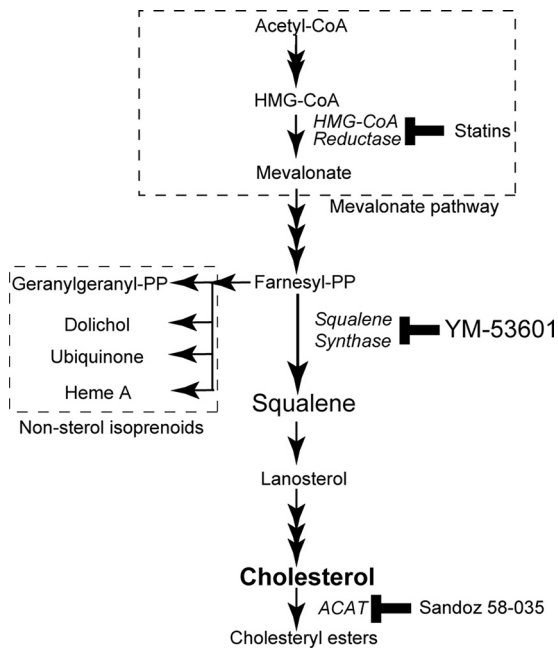 Acetyl-CoA
HMG-CoA
HMG-CoA
Reductase
Statins
Mevalonate
Mevalonate pathway
Geranylgeranyl-PP
Farnesyl-PP
Dolichol
Ubiquinone
Heme A
Non-sterol isoprenoids
Squalene
Synthase
YM-53601
Squalene
Lanosterol
Cholesterol
ACAT
Sandoz 58-035
Cholesteryl esters